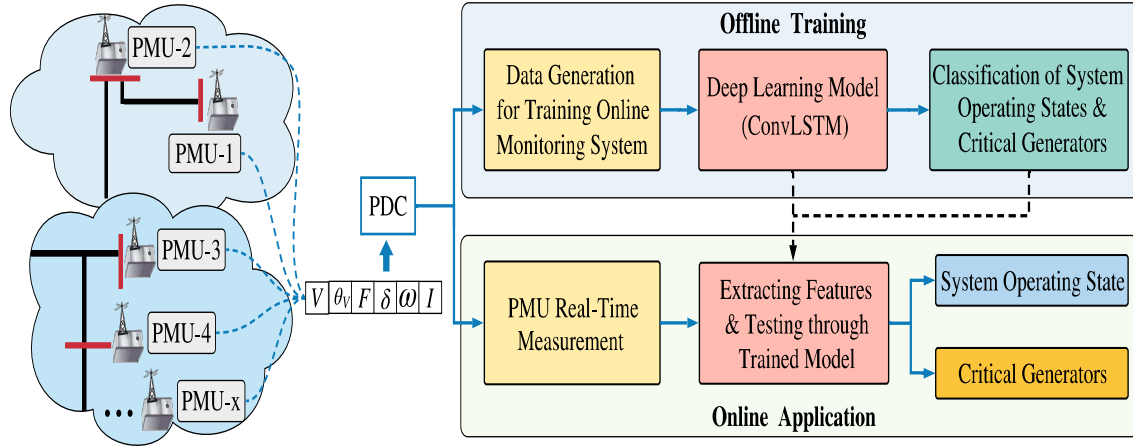 PMU-2
PMU-1
PMU-3
PMU-4
PMU-x
V θ_V F δ ω I
PDC
Offline Training
Data Generation
for Training Online
Monitoring System
Deep Learning Model
(ConvLSTM)
Classification of System
Operating States &
Critical Generators
PMU Real-Time
Measurement
Extracting Features
& Testing through
Trained Model
System Operating State
Critical Generators
Online Application